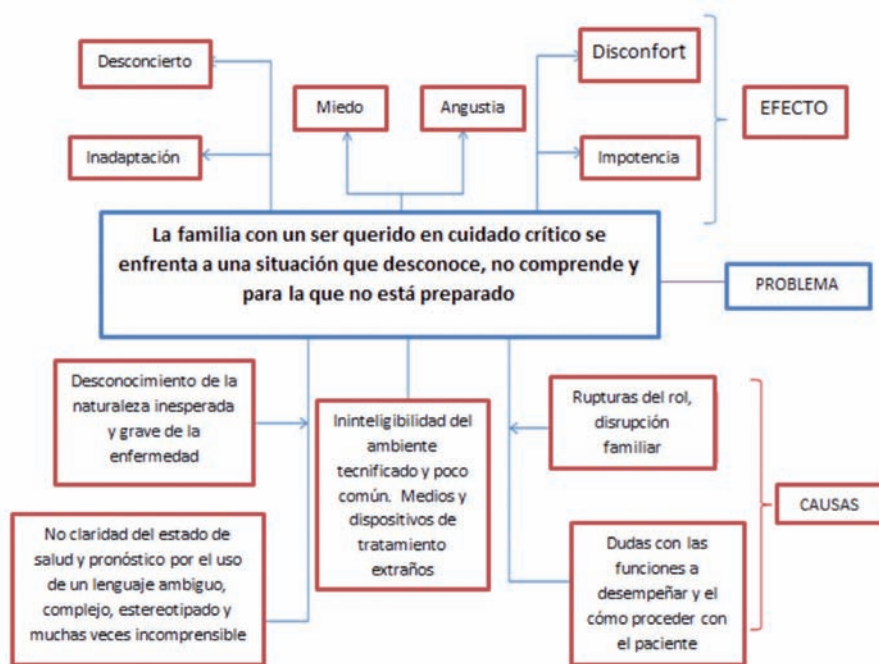 Desconcierto
Disconfort
Miedo
Angustia
EFECTO
Inadaptación
Impotencia
La familia con un ser querido en cuidado crítico se
enfrenta a una situación que desconoce, no comprende y
para la que no está preparado
PROBLEMA
Desconocimiento de la
naturaleza inesperada
y grave de la
enfermedad
Ininteligibilidad del
ambiente
tecnificado y poco
común. Medios y
dispositivos de
tratamiento
extraños
Rupturas del rol,
disrupción
familiar
CAUSAS
No claridad del estado de
salud y pronóstico por el uso
de un lenguaje ambiguo,
complejo, estereotipado y
muchas veces incomprensible
Dudas con las
funciones a
desempeñar y el
cómo proceder con
el paciente